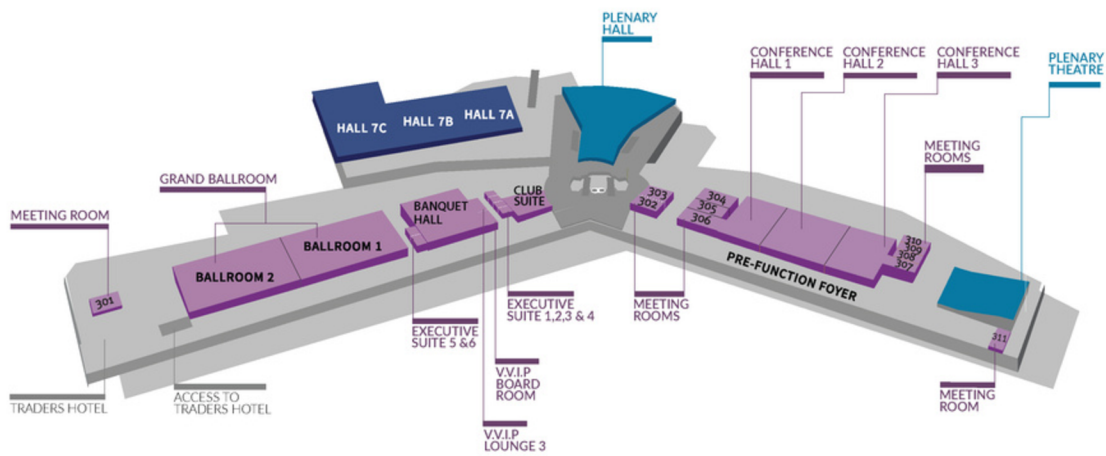 PLENARY
HALL
CONFERENCE
HALL 1
CONFERENCE
HALL 2
CONFERENCE
HALL 3
PLENARY
THEATRE
HALL 7C
HALL 7B
HALL 7A
MEETING
ROOMS
GRAND BALLROOM
MEETING ROOM
CLUB
SUITE
BANQUET
HALL
BALLROOM 1
BALLROOM 2
301
303
302
304
305
306
310
309
308
307
PRE-FUNCTION FOYER
311
EXECUTIVE
SUITE 1,2,3 & 4
MEETING
ROOMS
EXECUTIVE
SUITE 5 &6
V.V.I.P
BOARD
ROOM
V.V.I.P
LOUNGE 3
MEETING
ROOM
TRADERS HOTEL
ACCESS TO
TRADERS HOTEL